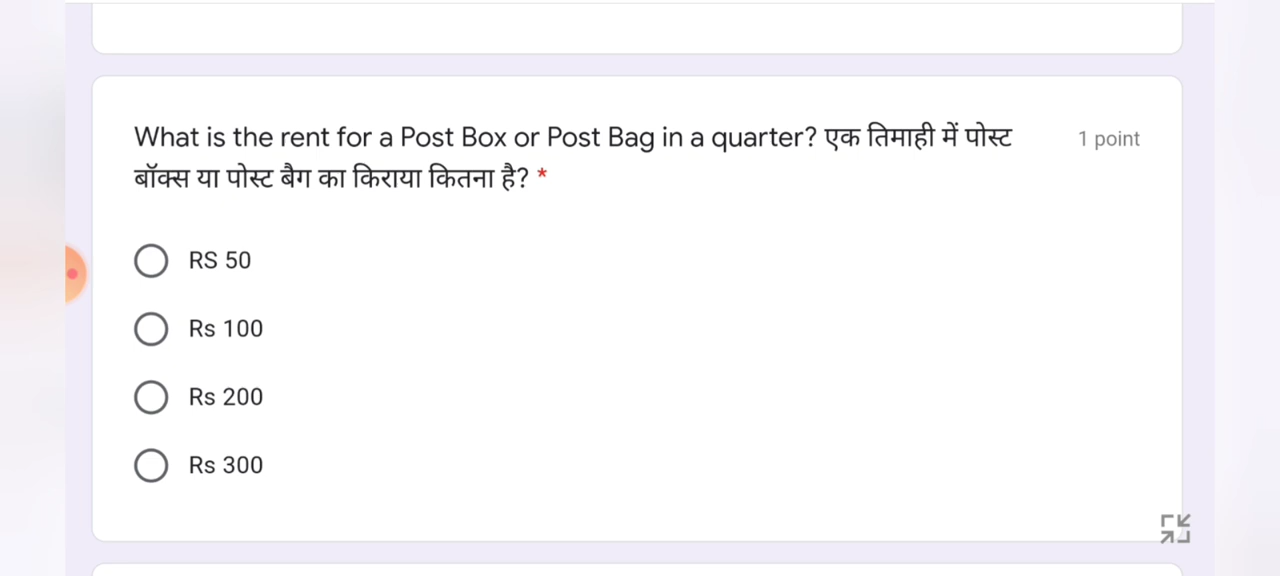 What is the rent for a Post Box or Post Bag in a quarter? एक तिमाही में पोस्ट
बॉक्स या पोस्ट बैग का किराया कितना है? *
1 point
RS 50
Rs 100
Rs 200
Rs 300